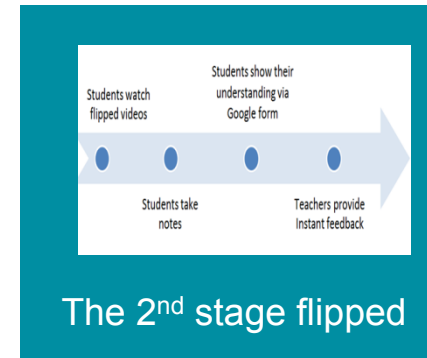 Students watch
flipped videos
Students take
notes
Students show their
understanding via
Google form
Teachers provide
Instant feedback
The 2nd stage flipped